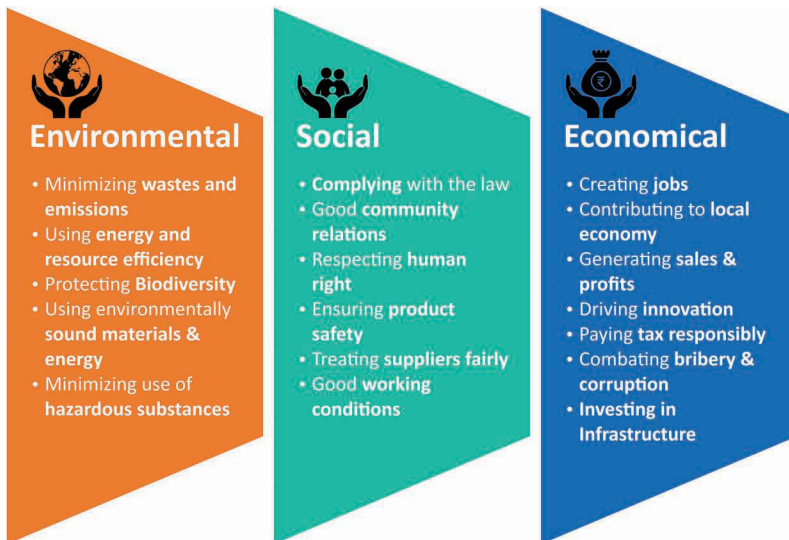 Environmental
• Minimizing wastes and
emissions
• Using energy and
resource efficiency
• Protecting Biodiversity
• Using environmentally
sound materials &
energy
• Minimizing use of
hazardous substances
Social
• Complying with the law
• Good community
relations
• Respecting human
right
• Ensuring product
safety
• Treating suppliers fairly
• Good working
conditions
₹
Economical
• Creating jobs
• Contributing to local
economy
• Generating sales &
profits
• Driving innovation
• Paying tax responsibly
• Combating bribery &
corruption
• Investing in
Infrastructure